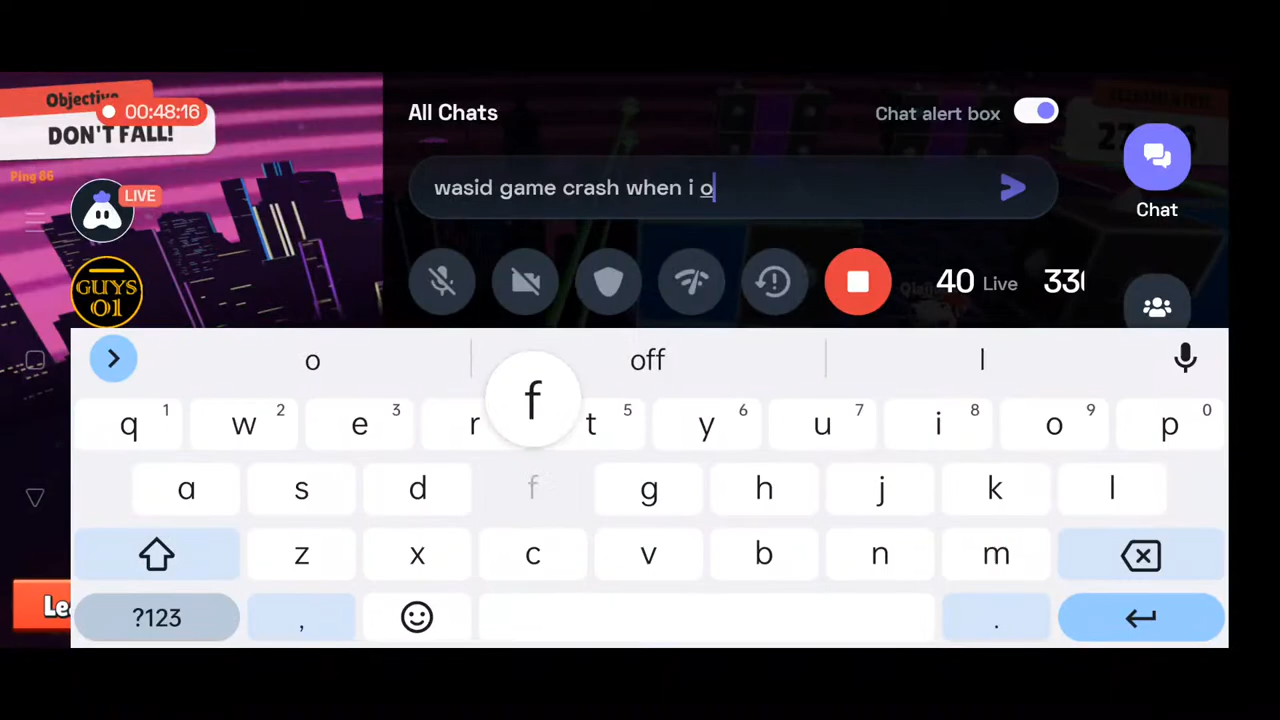 Objective
00:48:16
DON'T FALL!
Ping 86
LIVE
GUYS
01
All Chats
Chat alert box
wasid game crash when i o
Chat
40 Live
o
off
l
f
q 1
w 2
e 3
r
t 5
y 6
u 7
i 8
o 9
p 0
a
s
d
f
g
h
j
k
l
z
x
c
v
b
n
m
?123
,
.
Le